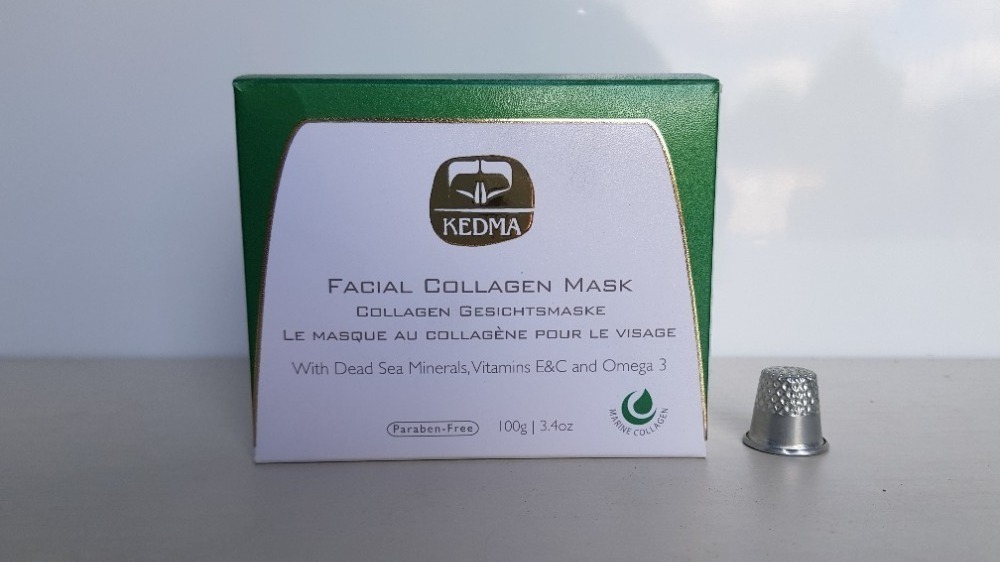 KEDMA
FACIAL COLLAGEN MASK
COLLAGEN GESICHTSMASKE
LE MASQUE AU COLLAGÈNE POUR LE VISAGE
With Dead Sea Minerals, Vitamins E&C and Omega 3
Paraben-Free 100g | 3.4oz
MARINE COLLAGEN